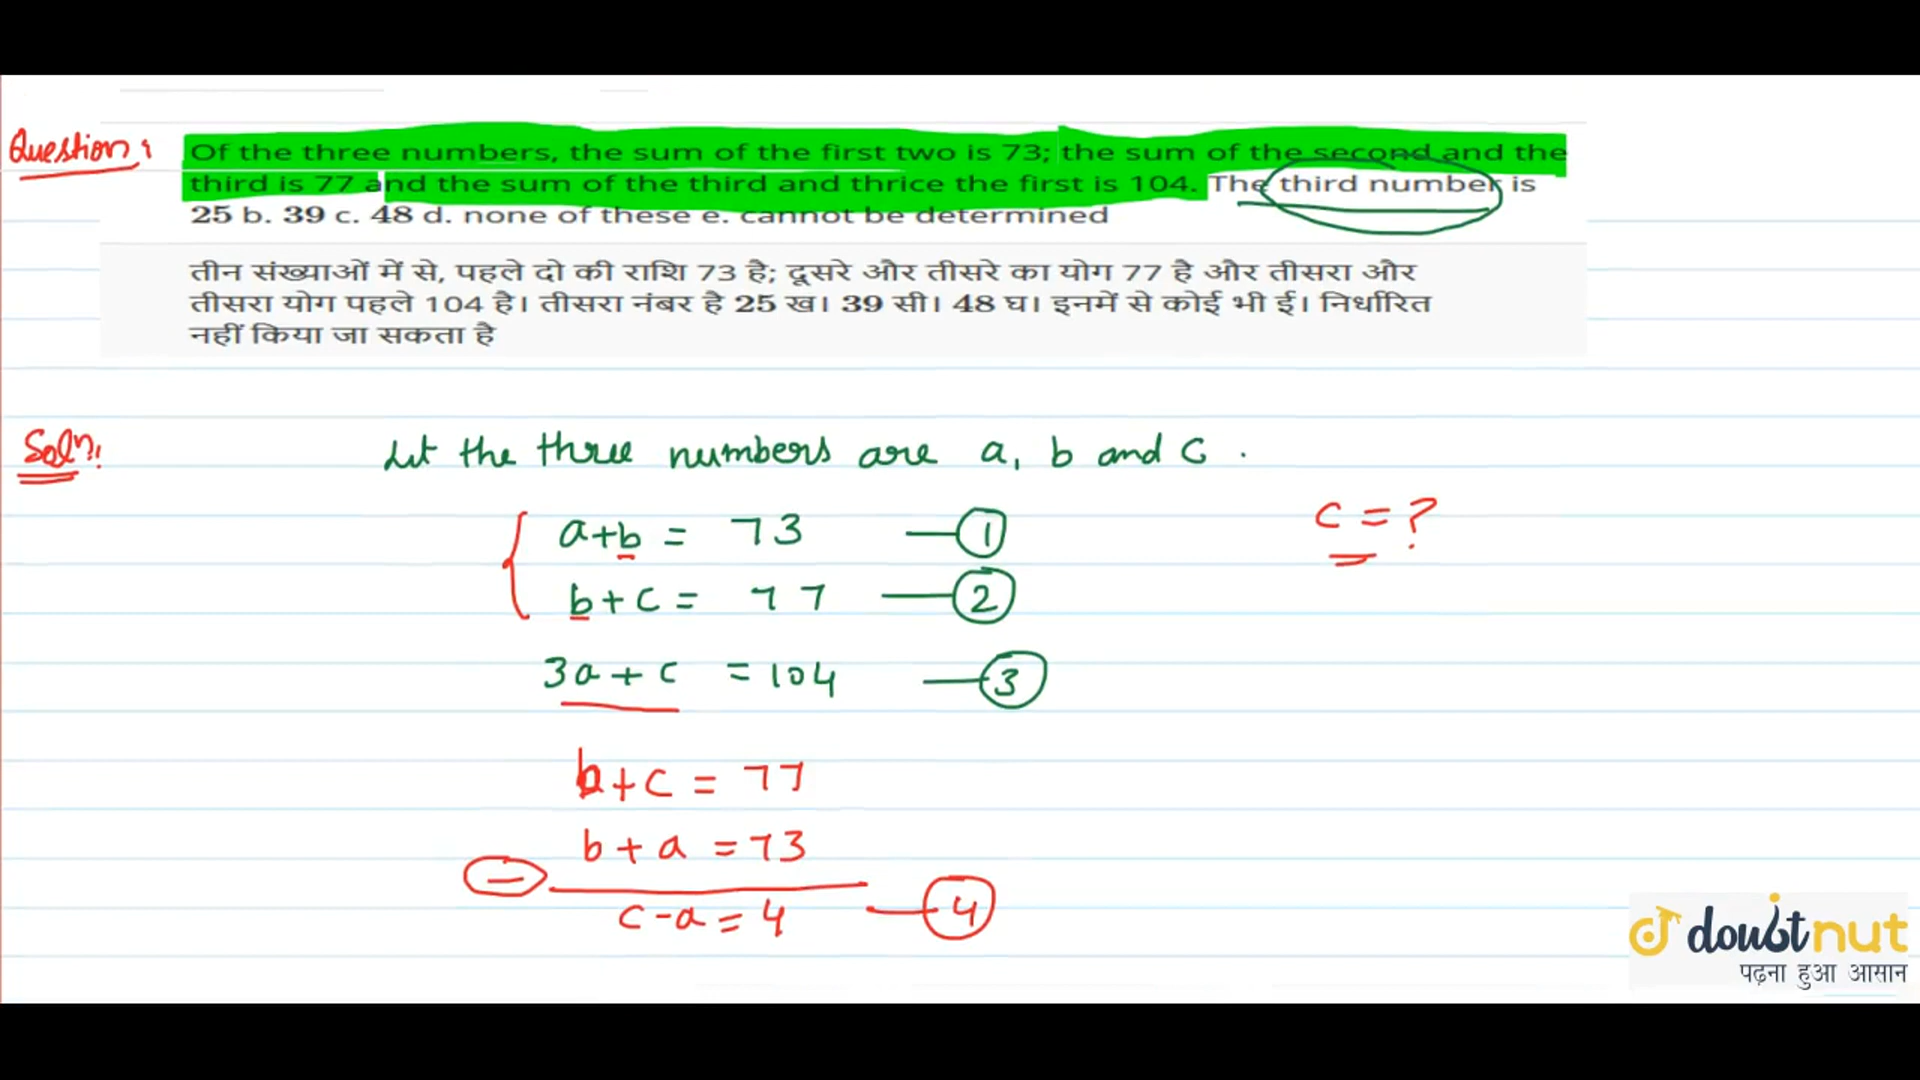 Question:
Of the three numbers, the sum of the first two is 73; the sum of the second and the
third is 77 and the sum of the third and thrice the first is 104. The third number is
25 b. 39 c. 48 d. none of these e. cannot be determined
तीन संख्याओं में से, पहले दो की राशि 73 है; दूसरे और तीसरे का योग 77 है और तीसरा और
तीसरा योग पहले 104 है। तीसरा नंबर है 25 ख। 39 सी। 48 घ। इनमें से कोई भी ई। निर्धारित
नहीं किया जा सकता है
Soln:
Let the three numbers are a, b and c .
a+b = 73 — 1
c = ?
b+c = 77 — 2
3a + c = 104 — 3
b+c = 77
b + a = 73
−
c-a = 4 — 4
doubtnut
पढ़ना हुआ आसान